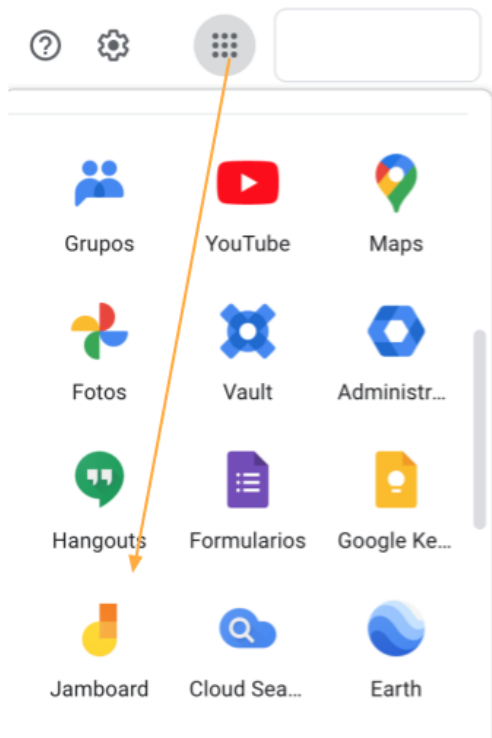 Grupos YouTube Maps
Fotos Vault Administr...
Hangouts Formularios Google Ke...
Jamboard Cloud Sea... Earth